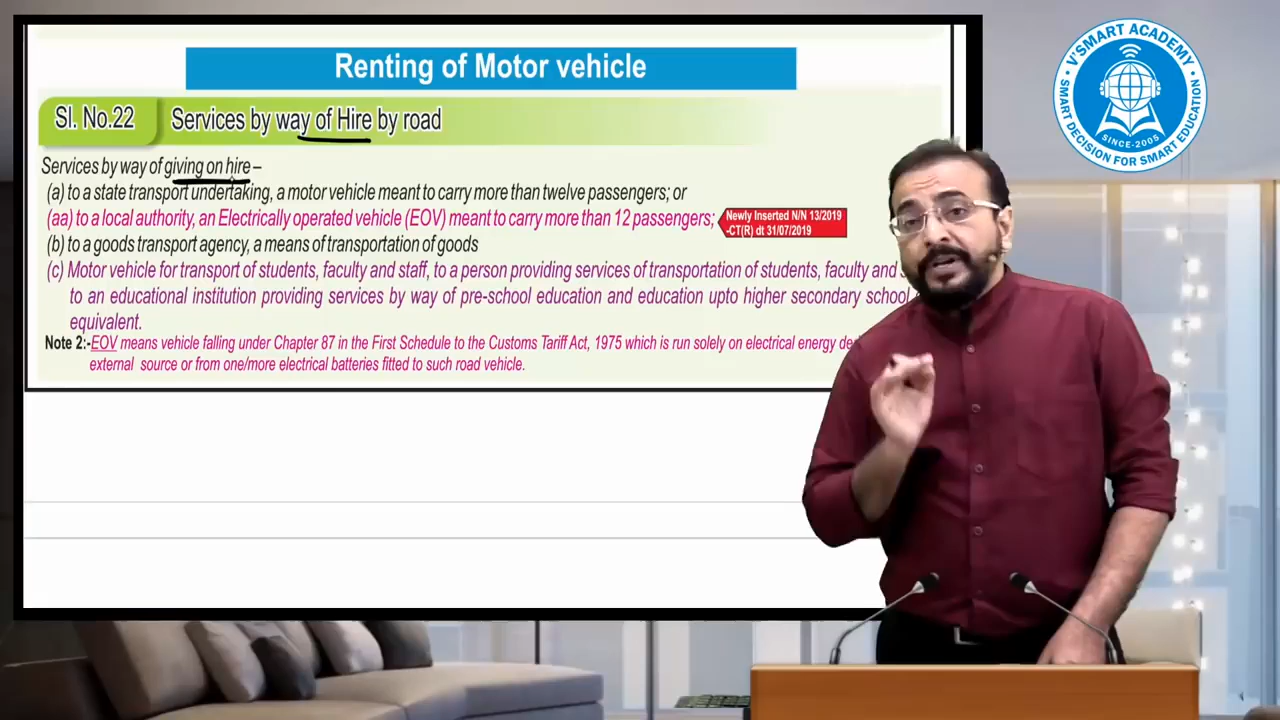 Renting of Motor vehicle
Sl. No.22 Services by way of Hire by road
Services by way of giving on hire –
(a) to a state transport undertaking, a motor vehicle meant to carry more than twelve passengers; or
(aa) to a local authority, an Electrically operated vehicle (EOV) meant to carry more than 12 passengers;
Newly Inserted N/N 13/2019
-CT(R) dt 31/07/2019
(b) to a goods transport agency, a means of transportation of goods
(c) Motor vehicle for transport of students, faculty and staff, to a person providing services of transportation of students, faculty and
to an educational institution providing services by way of pre-school education and education upto higher secondary school
equivalent.
Note 2:-EOV means vehicle falling under Chapter 87 in the First Schedule to the Customs Tariff Act, 1975 which is run solely on electrical energy
external source or from one/more electrical batteries fitted to such road vehicle.
V'SMART ACADEMY
SMART DECISION FOR SMART EDUCATION
SINCE-2005